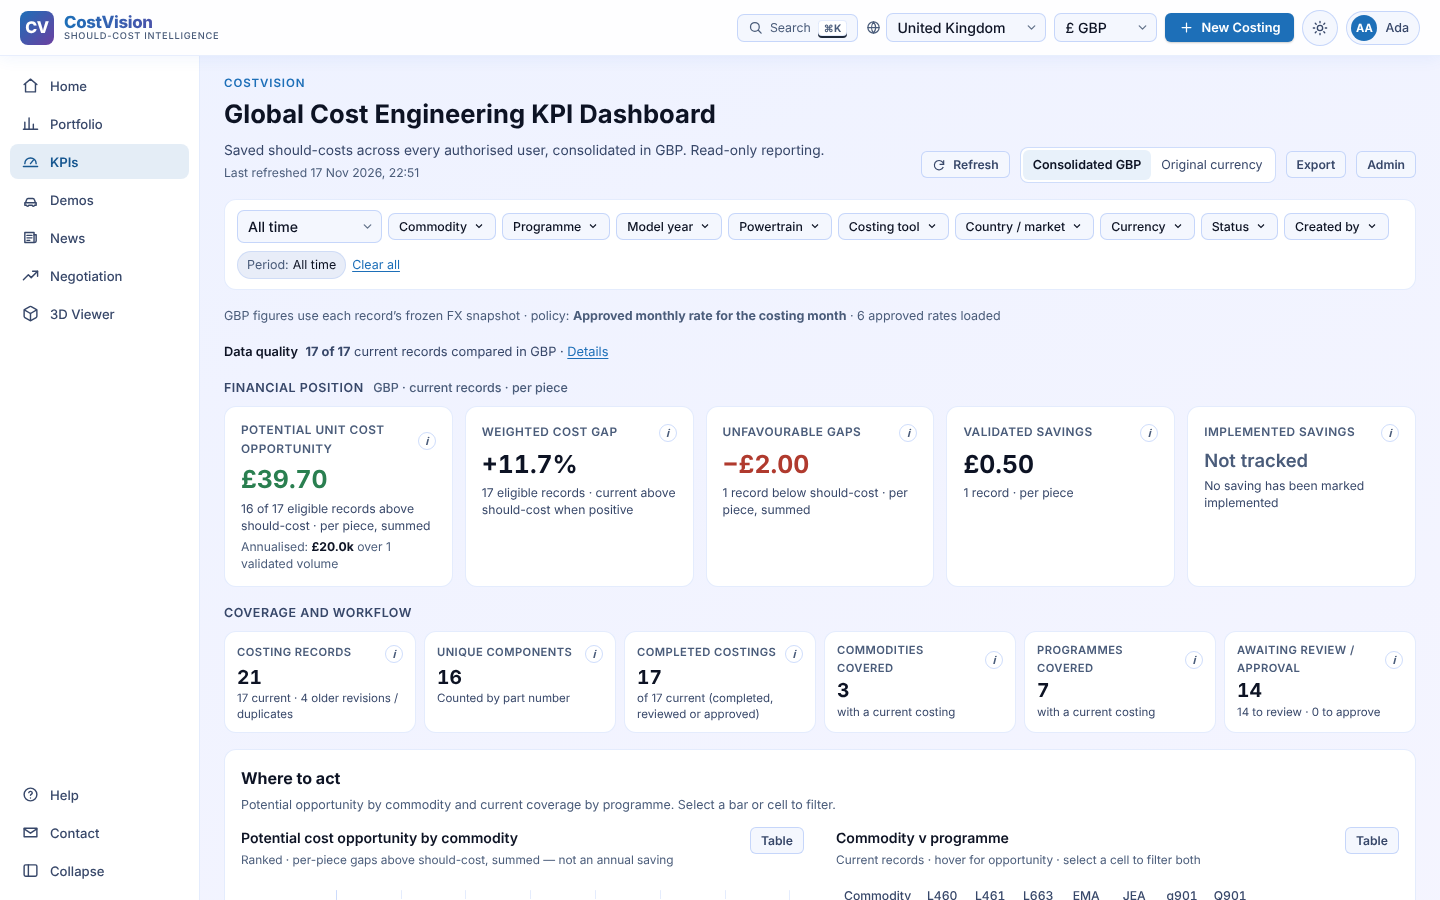 CV
CostVision
SHOULD-COST INTELLIGENCE
Search ⌘K
United Kingdom
£ GBP
+ New Costing
AA Ada
Home
Portfolio
KPIs
Demos
News
Negotiation
3D Viewer
Help
Contact
Collapse
COSTVISION
Global Cost Engineering KPI Dashboard
Saved should-costs across every authorised user, consolidated in GBP. Read-only reporting.
Last refreshed 17 Nov 2026, 22:51
Refresh
Consolidated GBP
Original currency
Export
Admin
All time
Commodity
Programme
Model year
Powertrain
Costing tool
Country / market
Currency
Status
Created by
Period: All time
Clear all
GBP figures use each record’s frozen FX snapshot · policy: Approved monthly rate for the costing month · 6 approved rates loaded
Data quality 17 of 17 current records compared in GBP · Details
FINANCIAL POSITION GBP · current records · per piece
POTENTIAL UNIT COST
OPPORTUNITY
i
£39.70
16 of 17 eligible records above
should-cost · per piece, summed
Annualised: £20.0k over 1
validated volume
WEIGHTED COST GAP
i
+11.7%
17 eligible records · current above
should-cost when positive
UNFAVOURABLE GAPS
i
−£2.00
1 record below should-cost · per
piece, summed
VALIDATED SAVINGS
i
£0.50
1 record · per piece
IMPLEMENTED SAVINGS
i
Not tracked
No saving has been marked
implemented
COVERAGE AND WORKFLOW
COSTING RECORDS
i
21
17 current · 4 older revisions /
duplicates
UNIQUE COMPONENTS
i
16
Counted by part number
COMPLETED COSTINGS
i
17
of 17 current (completed,
reviewed or approved)
COMMODITIES
COVERED
i
3
with a current costing
PROGRAMMES
COVERED
i
7
with a current costing
AWAITING REVIEW /
APPROVAL
i
14
14 to review · 0 to approve
Where to act
Potential opportunity by commodity and current coverage by programme. Select a bar or cell to filter.
Potential cost opportunity by commodity
Table
Ranked · per-piece gaps above should-cost, summed — not an annual saving
Commodity v programme
Table
Current records · hover for opportunity · select a cell to filter both
Commodity L460 L461 L663 EMA JEA g901 Q901